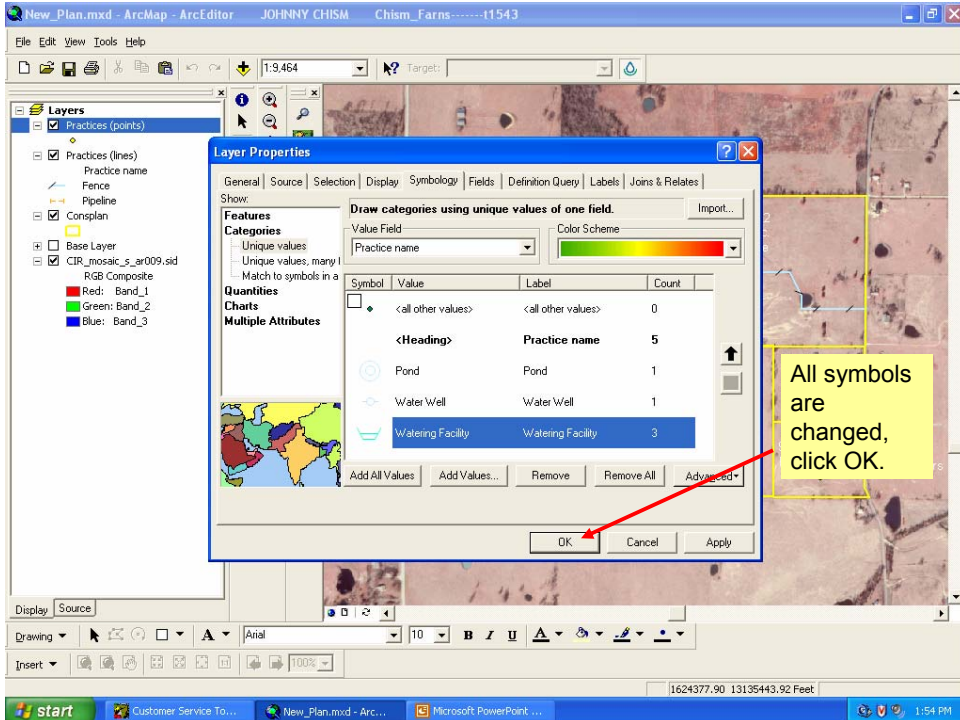 New_Plan.mxd - ArcMap - ArcEditor JOHNNY CHISM Chism_Farns-------t1543
File Edit View Tools Help
1:9,464 Target:
Layers
Practices (points)
Practices (lines)
Practice name
Fence
Pipeline
Consplan
Base Layer
CIR_mosaic_s_ar009.sid
RGB Composite
Red: Band_1
Green: Band_2
Blue: Band_3
Layer Properties
General Source Selection Display Symbology Fields Definition Query Labels Joins & Relates
Show:
Features
Categories
Unique values
Unique values, many
Match to symbols in a
Quantities
Charts
Multiple Attributes
Draw categories using unique values of one field.
Import...
Value Field
Practice name
Color Scheme
Symbol Value Label Count
<all other values> <all other values> 0
<Heading> Practice name 5
Pond Pond 1
Water Well Water Well 1
Watering Facility Watering Facility 3
Add All Values Add Values... Remove Remove All Advanced
OK Cancel Apply
All symbols
are
changed,
click OK.
Display Source
Drawing A Arial 10 B I U A
Insert 100%
1624377.90 13135443.92 Feet
start Customer Service To... New_Plan.mxd - Arc... Microsoft PowerPoint ... 1:54 PM